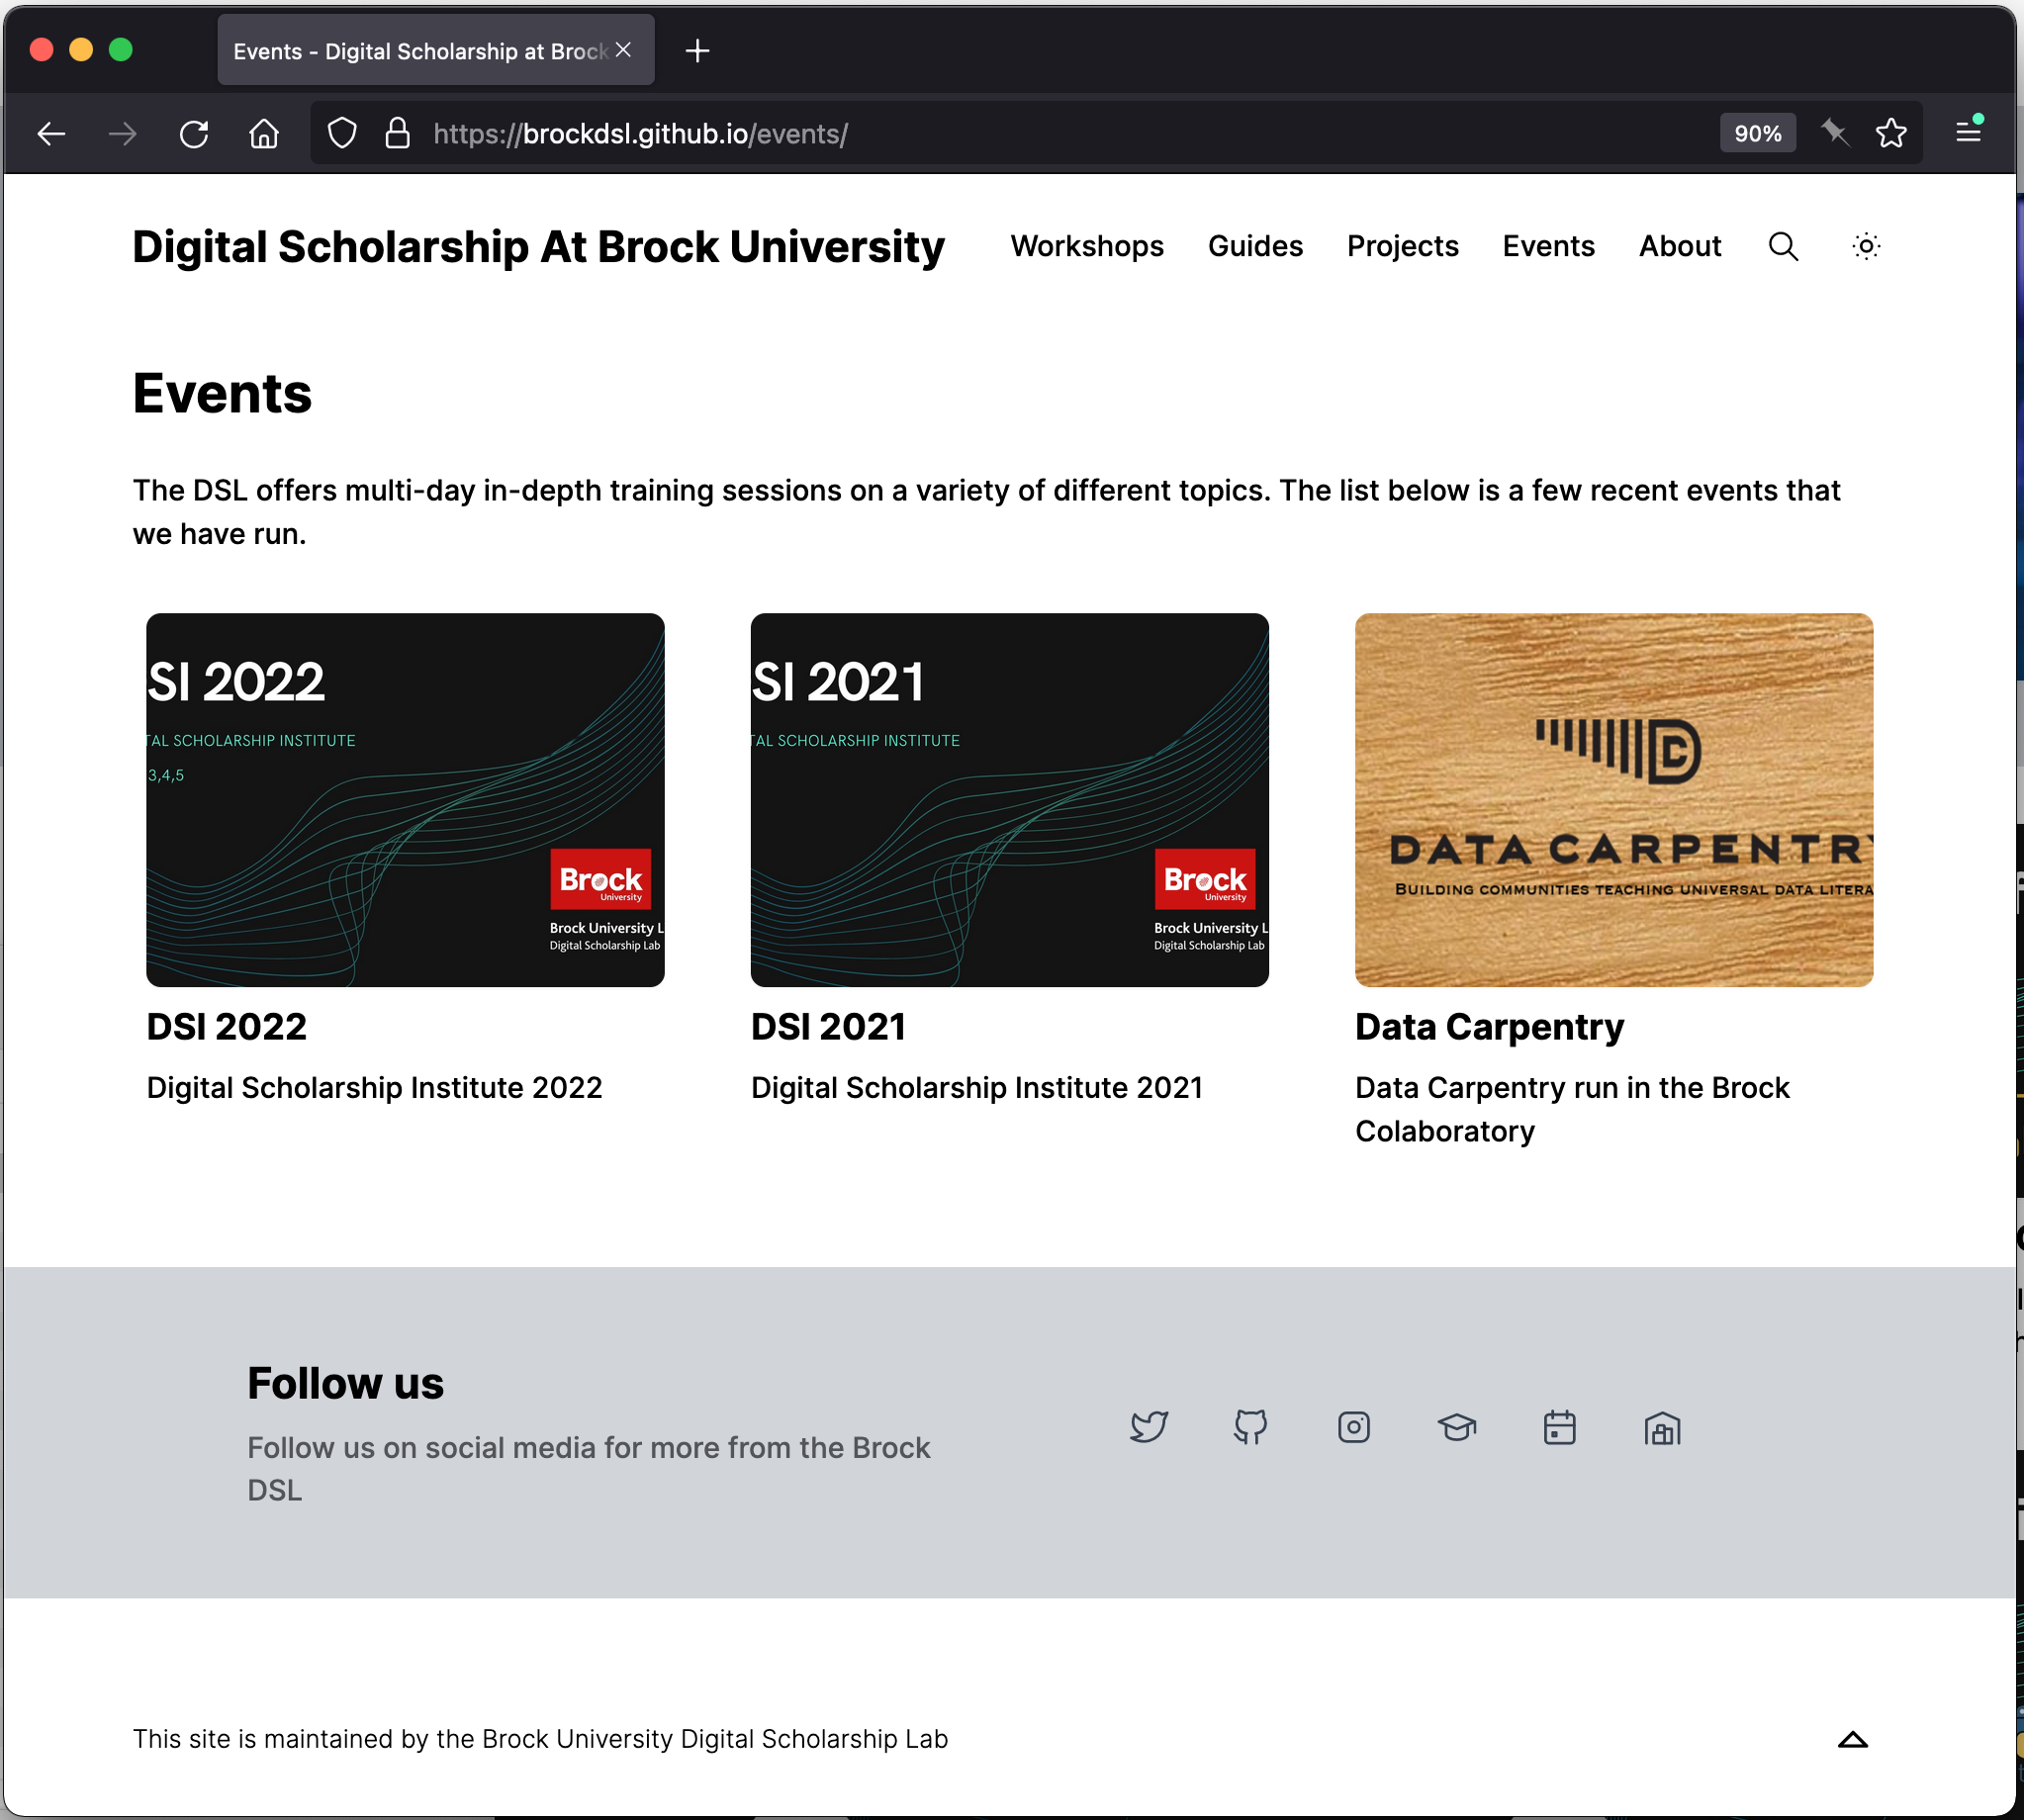 Events - Digital Scholarship at Brock
https://brockdsl.github.io/events/
90%
Digital Scholarship At Brock University
Workshops
Guides
Projects
Events
About
Events
The DSL offers multi-day in-depth training sessions on a variety of different topics. The list below is a few recent events that
we have run.
SI 2022
TAL SCHOLARSHIP INSTITUTE
3,4,5
Brock
University
Brock University L
Digital Scholarship Lab
DSI 2022
Digital Scholarship Institute 2022
SI 2021
TAL SCHOLARSHIP INSTITUTE
Brock
University
Brock University L
Digital Scholarship Lab
DSI 2021
Digital Scholarship Institute 2021
DATA CARPENTRY
BUILDING COMMUNITIES TEACHING UNIVERSAL DATA LITERA
Data Carpentry
Data Carpentry run in the Brock
Colaboratory
Follow us
Follow us on social media for more from the Brock
DSL
This site is maintained by the Brock University Digital Scholarship Lab